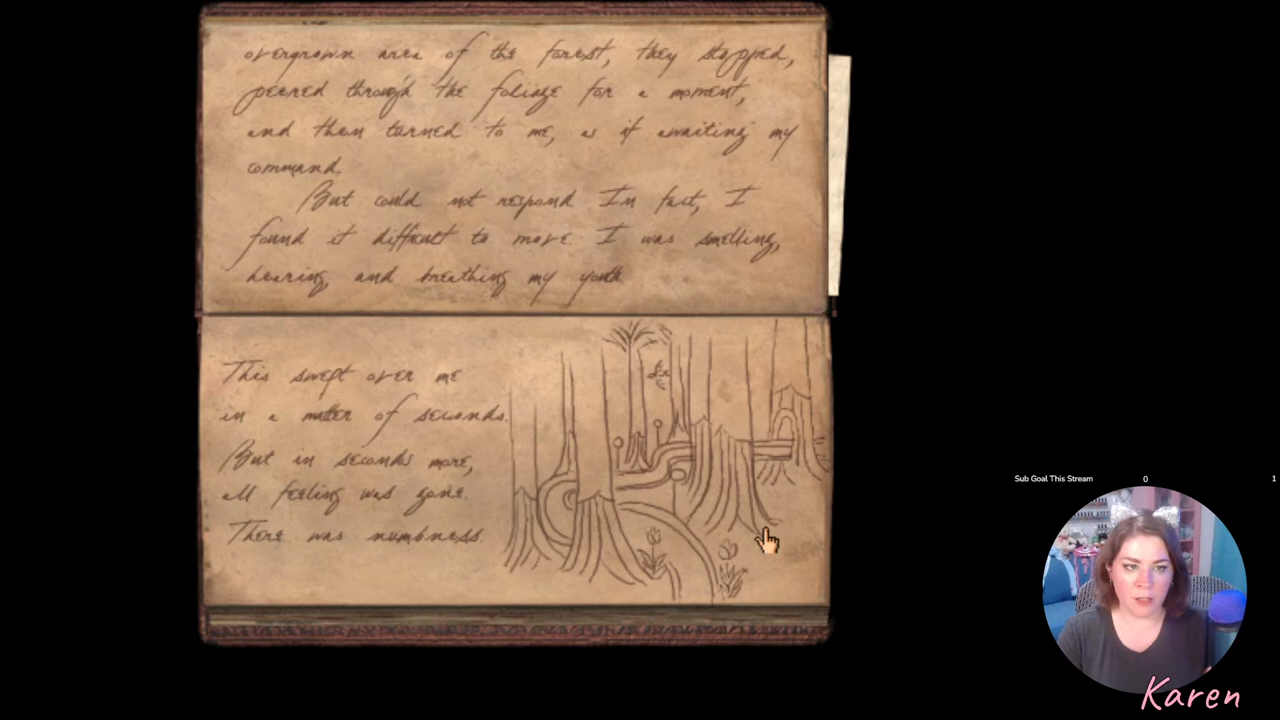 overgrown area of the forest, they stopped,
peered through the foliage for a moment,
and then turned to me, as if awaiting my
command.
But could not respond In fact, I
found it difficult to move. I was smelling,
hearing, and breathing my youth
This swept over me
in a matter of seconds.
But in seconds more,
all feeling was gone.
There was numbness.
Sub Goal This Stream 0 1
Karen